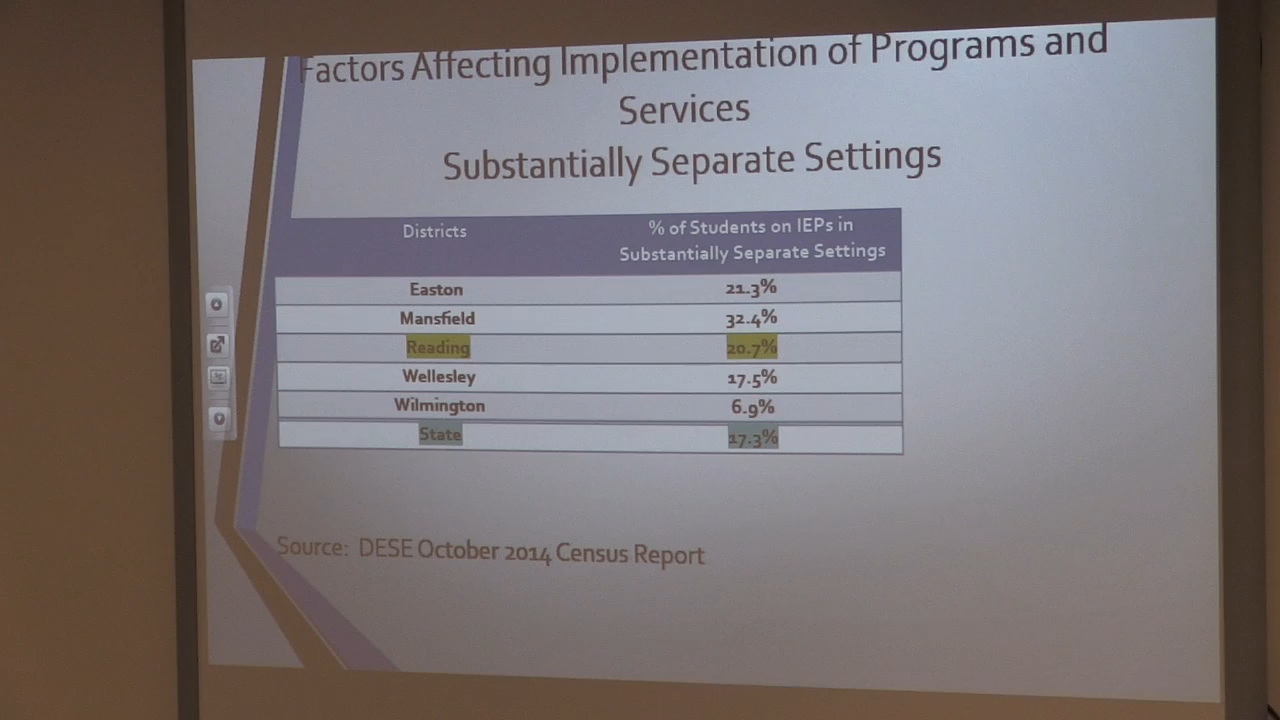 Factors Affecting Implementation of Programs and
Services
Substantially Separate Settings
Districts % of Students on IEPs in
Substantially Separate Settings
Easton 21.3%
Mansfield 32.4%
Reading 20.7%
Wellesley 17.5%
Wilmington 6.9%
State 17.3%
Source: DESE October 2014 Census Report